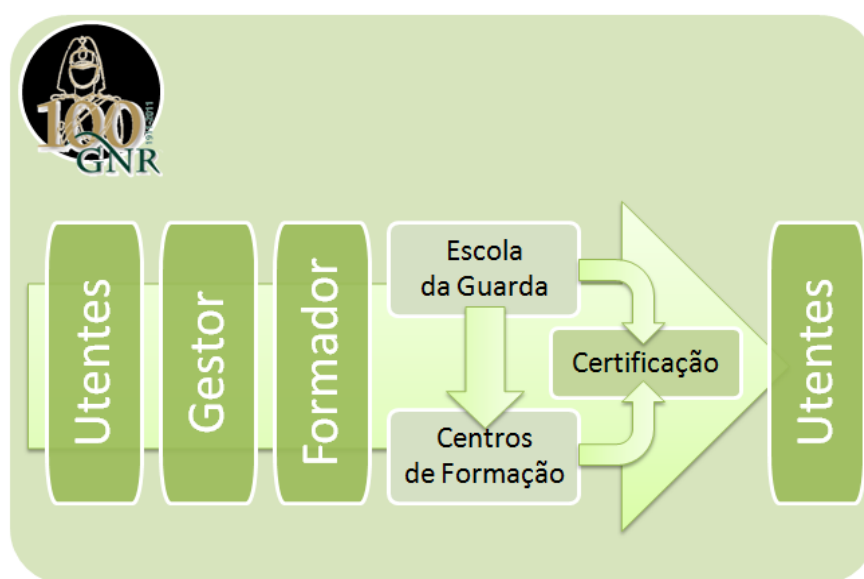 100
1911-2011
GNR
Utentes
Gestor
Formador
Escola
da Guarda
Centros
de Formação
Certificação
Utentes